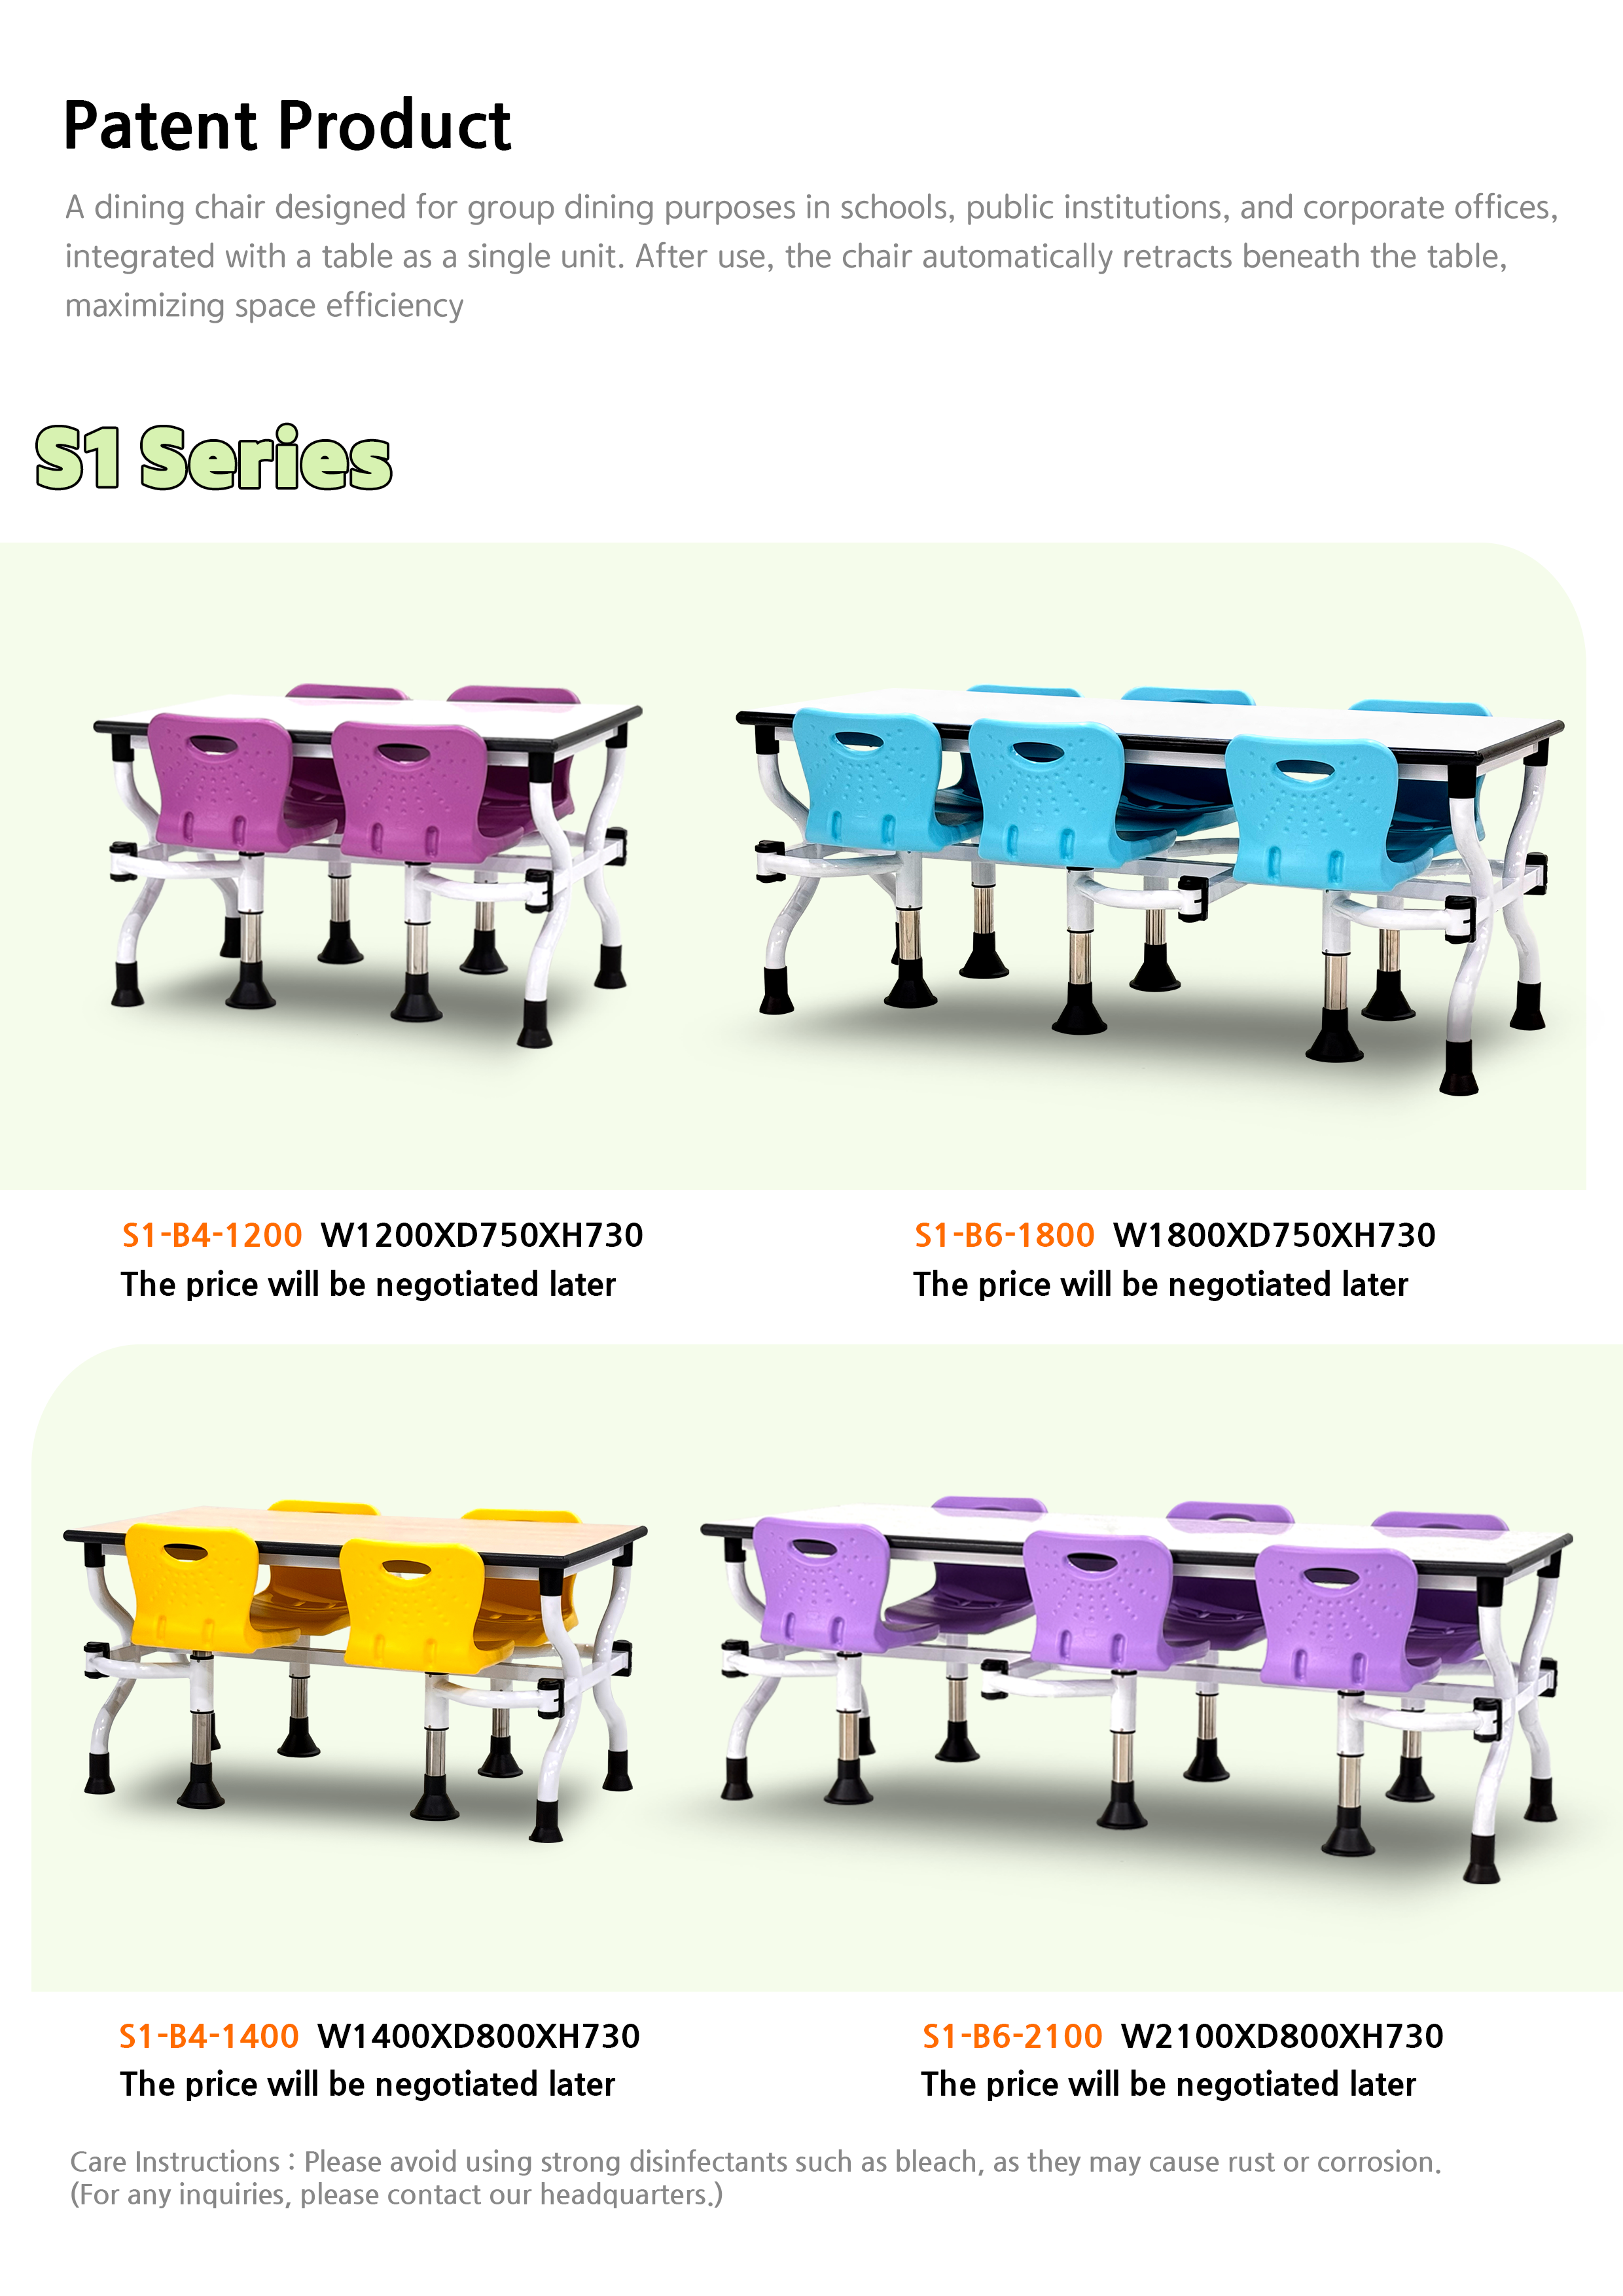 Patent Product
A dining chair designed for group dining purposes in schools, public institutions, and corporate offices,
integrated with a table as a single unit. After use, the chair automatically retracts beneath the table,
maximizing space efficiency
S1 Series
S1-B4-1200 W1200XD750XH730
The price will be negotiated later
S1-B6-1800 W1800XD750XH730
The price will be negotiated later
S1-B4-1400 W1400XD800XH730
The price will be negotiated later
S1-B6-2100 W2100XD800XH730
The price will be negotiated later
Care Instructions : Please avoid using strong disinfectants such as bleach, as they may cause rust or corrosion.
(For any inquiries, please contact our headquarters.)